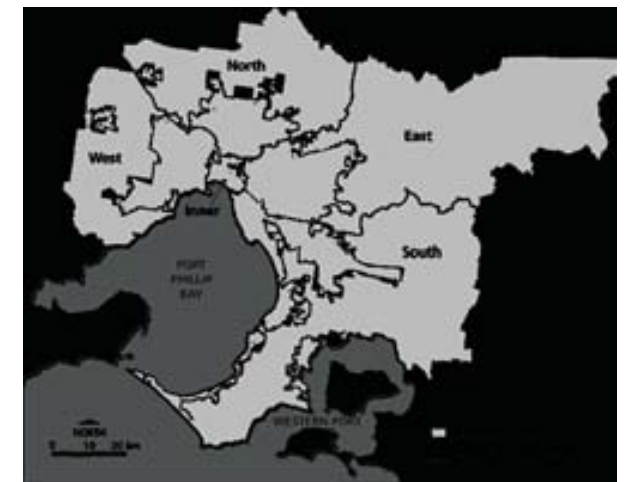 North
East
West
Inner
South
PORT
PHILLIP
BAY
WESTERN PORT
NORTH
0 10 20 km